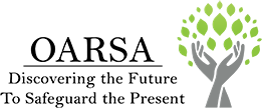 OARSA
Discovering the Future
To Safeguard the Present